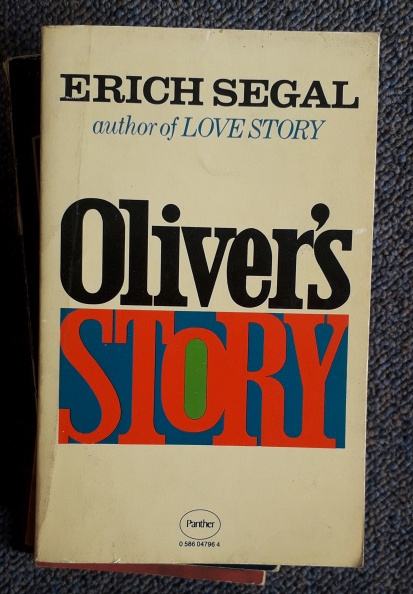 ERICH SEGAL
author of LOVE STORY
Oliver's
STORY
Panther
0 586 04796 4